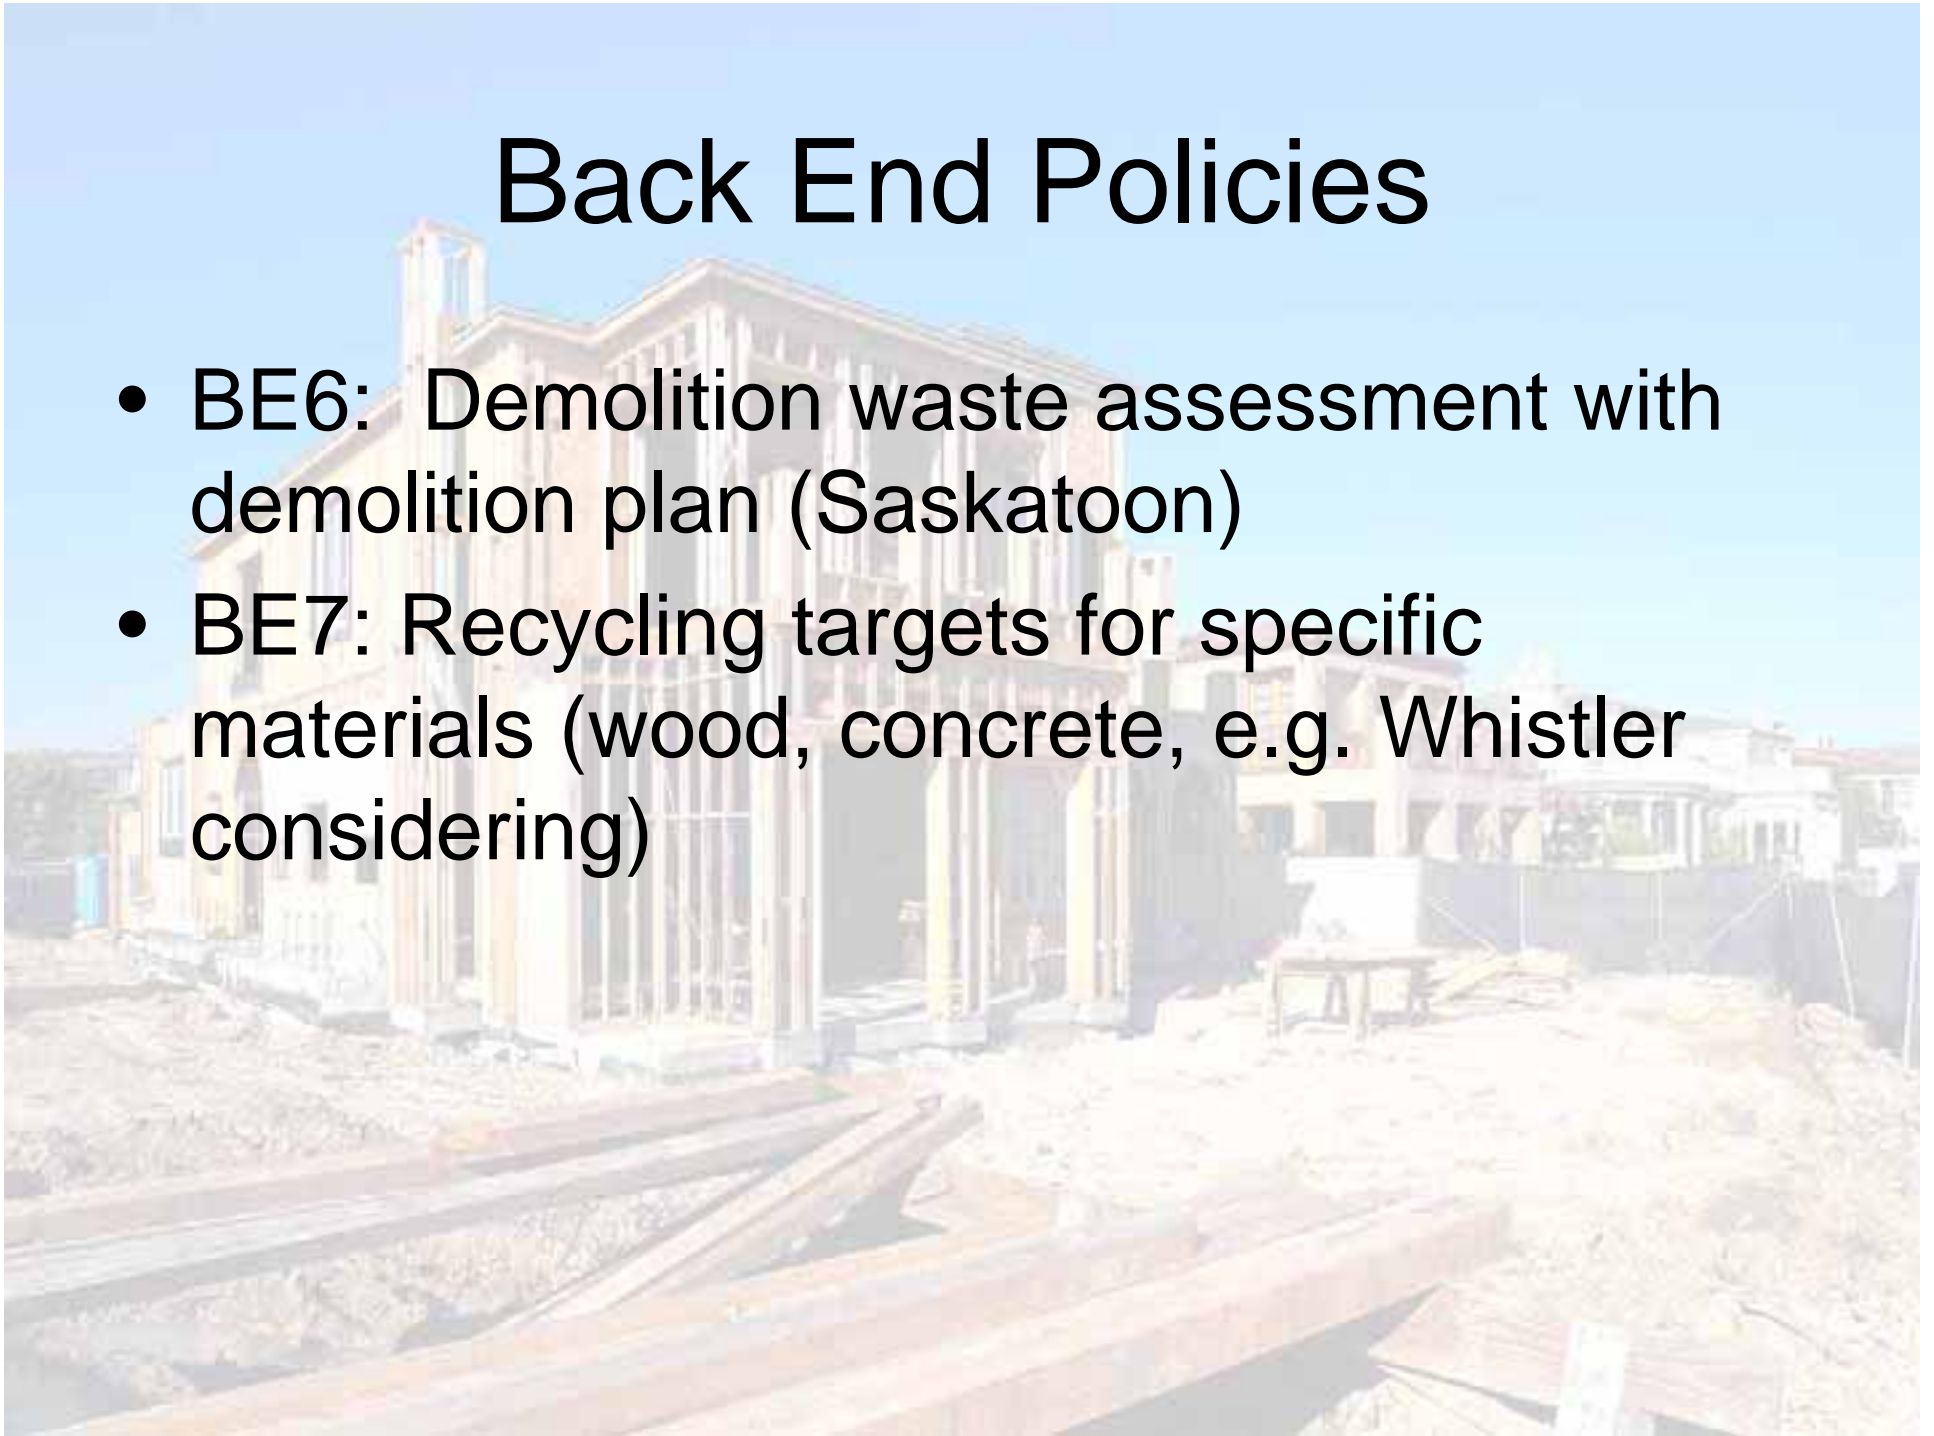 Back End Policies
• BE6:  Demolition waste assessment with
demolition plan (Saskatoon)
• BE7: Recycling targets for specific
materials (wood, concrete, e.g. Whistler
considering)